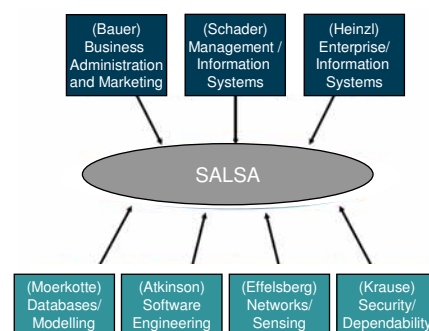 (Bauer)
Business
Administration
and Marketing
(Schader)
Management /
Information
Systems
(Heinzl)
Enterprise/
Information
Systems
SALSA
(Moerkotte)
Databases/
Modelling
(Atkinson)
Software
Engineering
(Effelsberg)
Networks/
Sensing
(Krause)
Security/
Dependability